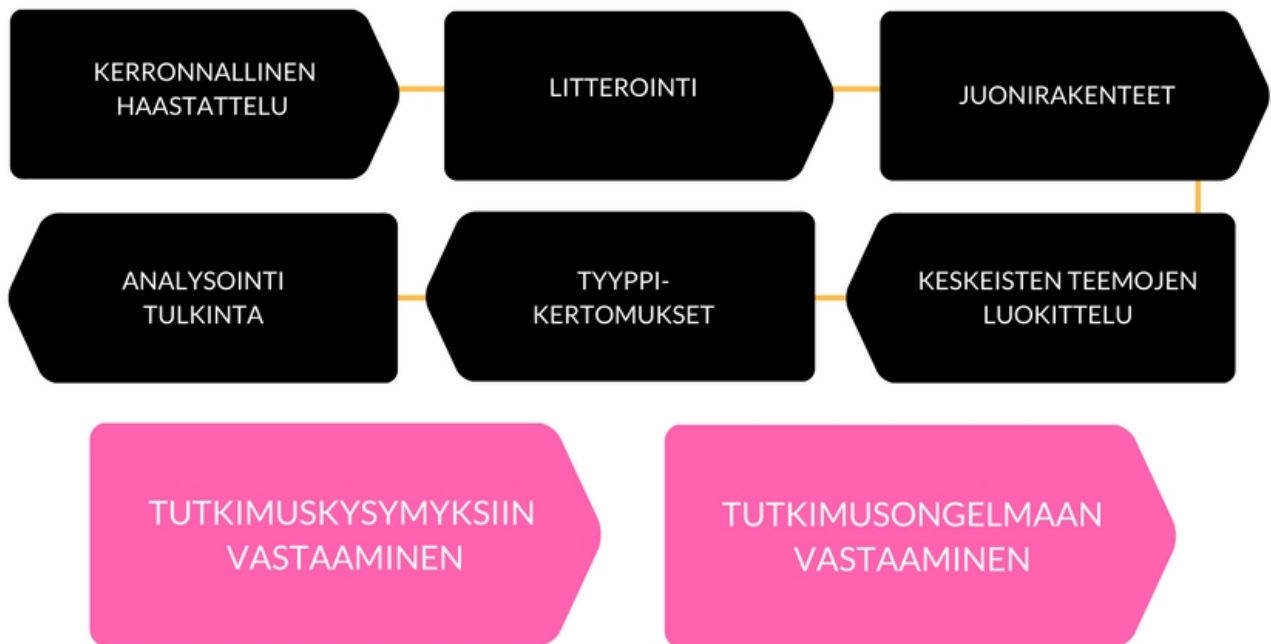 KERRONNALLINEN
HAASTATTELU
LITTEROINTI
JUONIRAKENTEET
KESKEISTEN TEEMOJEN
LUOKITTELU
TYYPPI-
KERTOMUKSET
ANALYSOINTI
TULKINTA
TUTKIMUSKYSYMYKSIIN
VASTAAMINEN
TUTKIMUSONGELMAAN
VASTAAMINEN